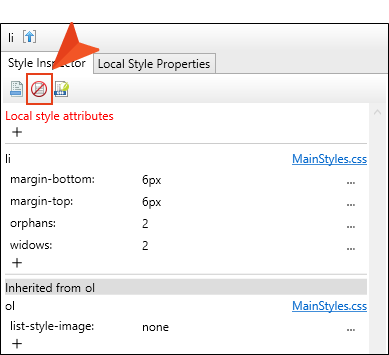 li
Style Inspector Local Style Properties
Local style attributes
+
li MainStyles.css
margin-bottom: 6px ...
margin-top: 6px ...
orphans: 2 ...
widows: 2 ...
+
Inherited from ol
ol MainStyles.css
list-style-image: none ...
+